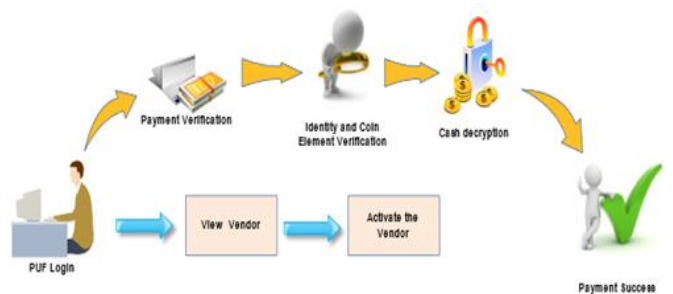 Payment Verification
Identity and Coin
Element Verification
Cash decryption
PUF Login
View Vendor
Activate the
Vendor
Payment Success